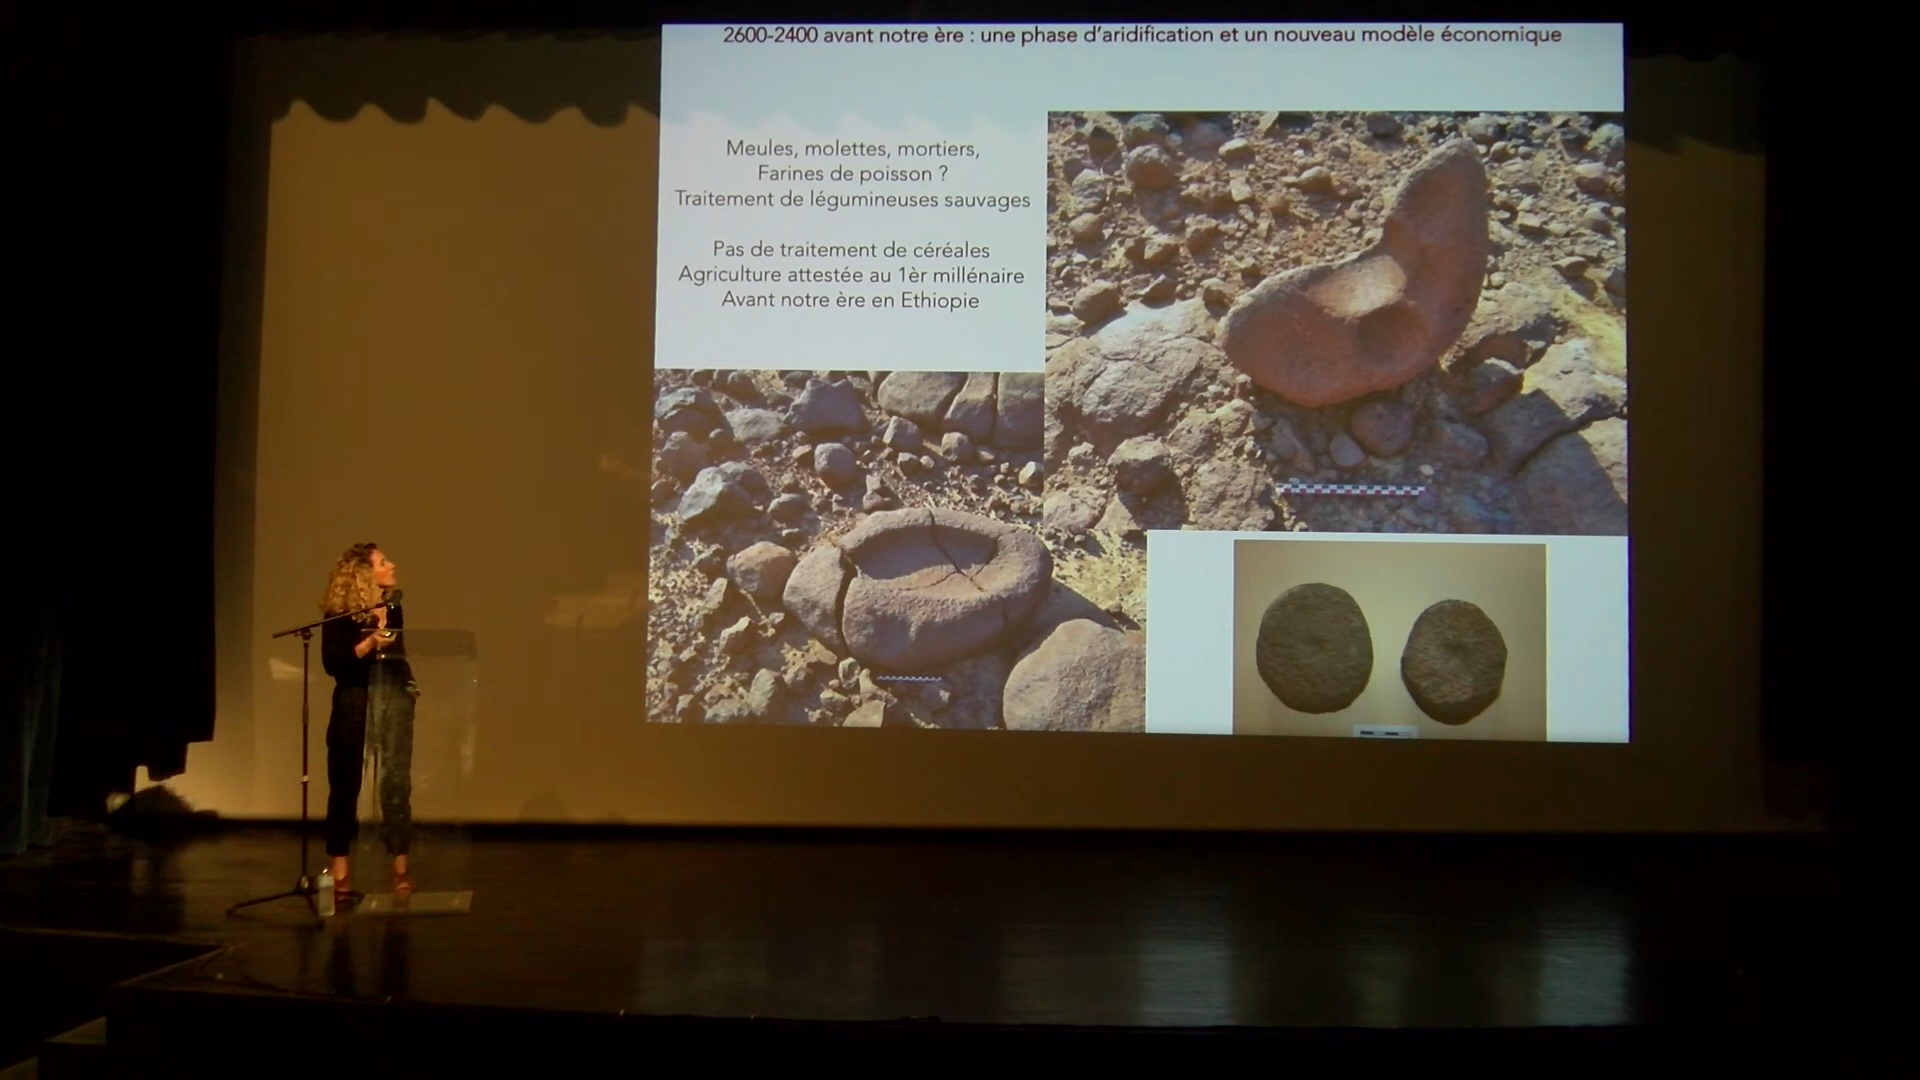 2600-2400 avant notre ère : une phase d'aridification et un nouveau modèle économique
Meules, molettes, mortiers,
Farines de poisson ?
Traitement de légumineuses sauvages
Pas de traitement de céréales
Agriculture attestée au 1èr millénaire
Avant notre ère en Ethiopie